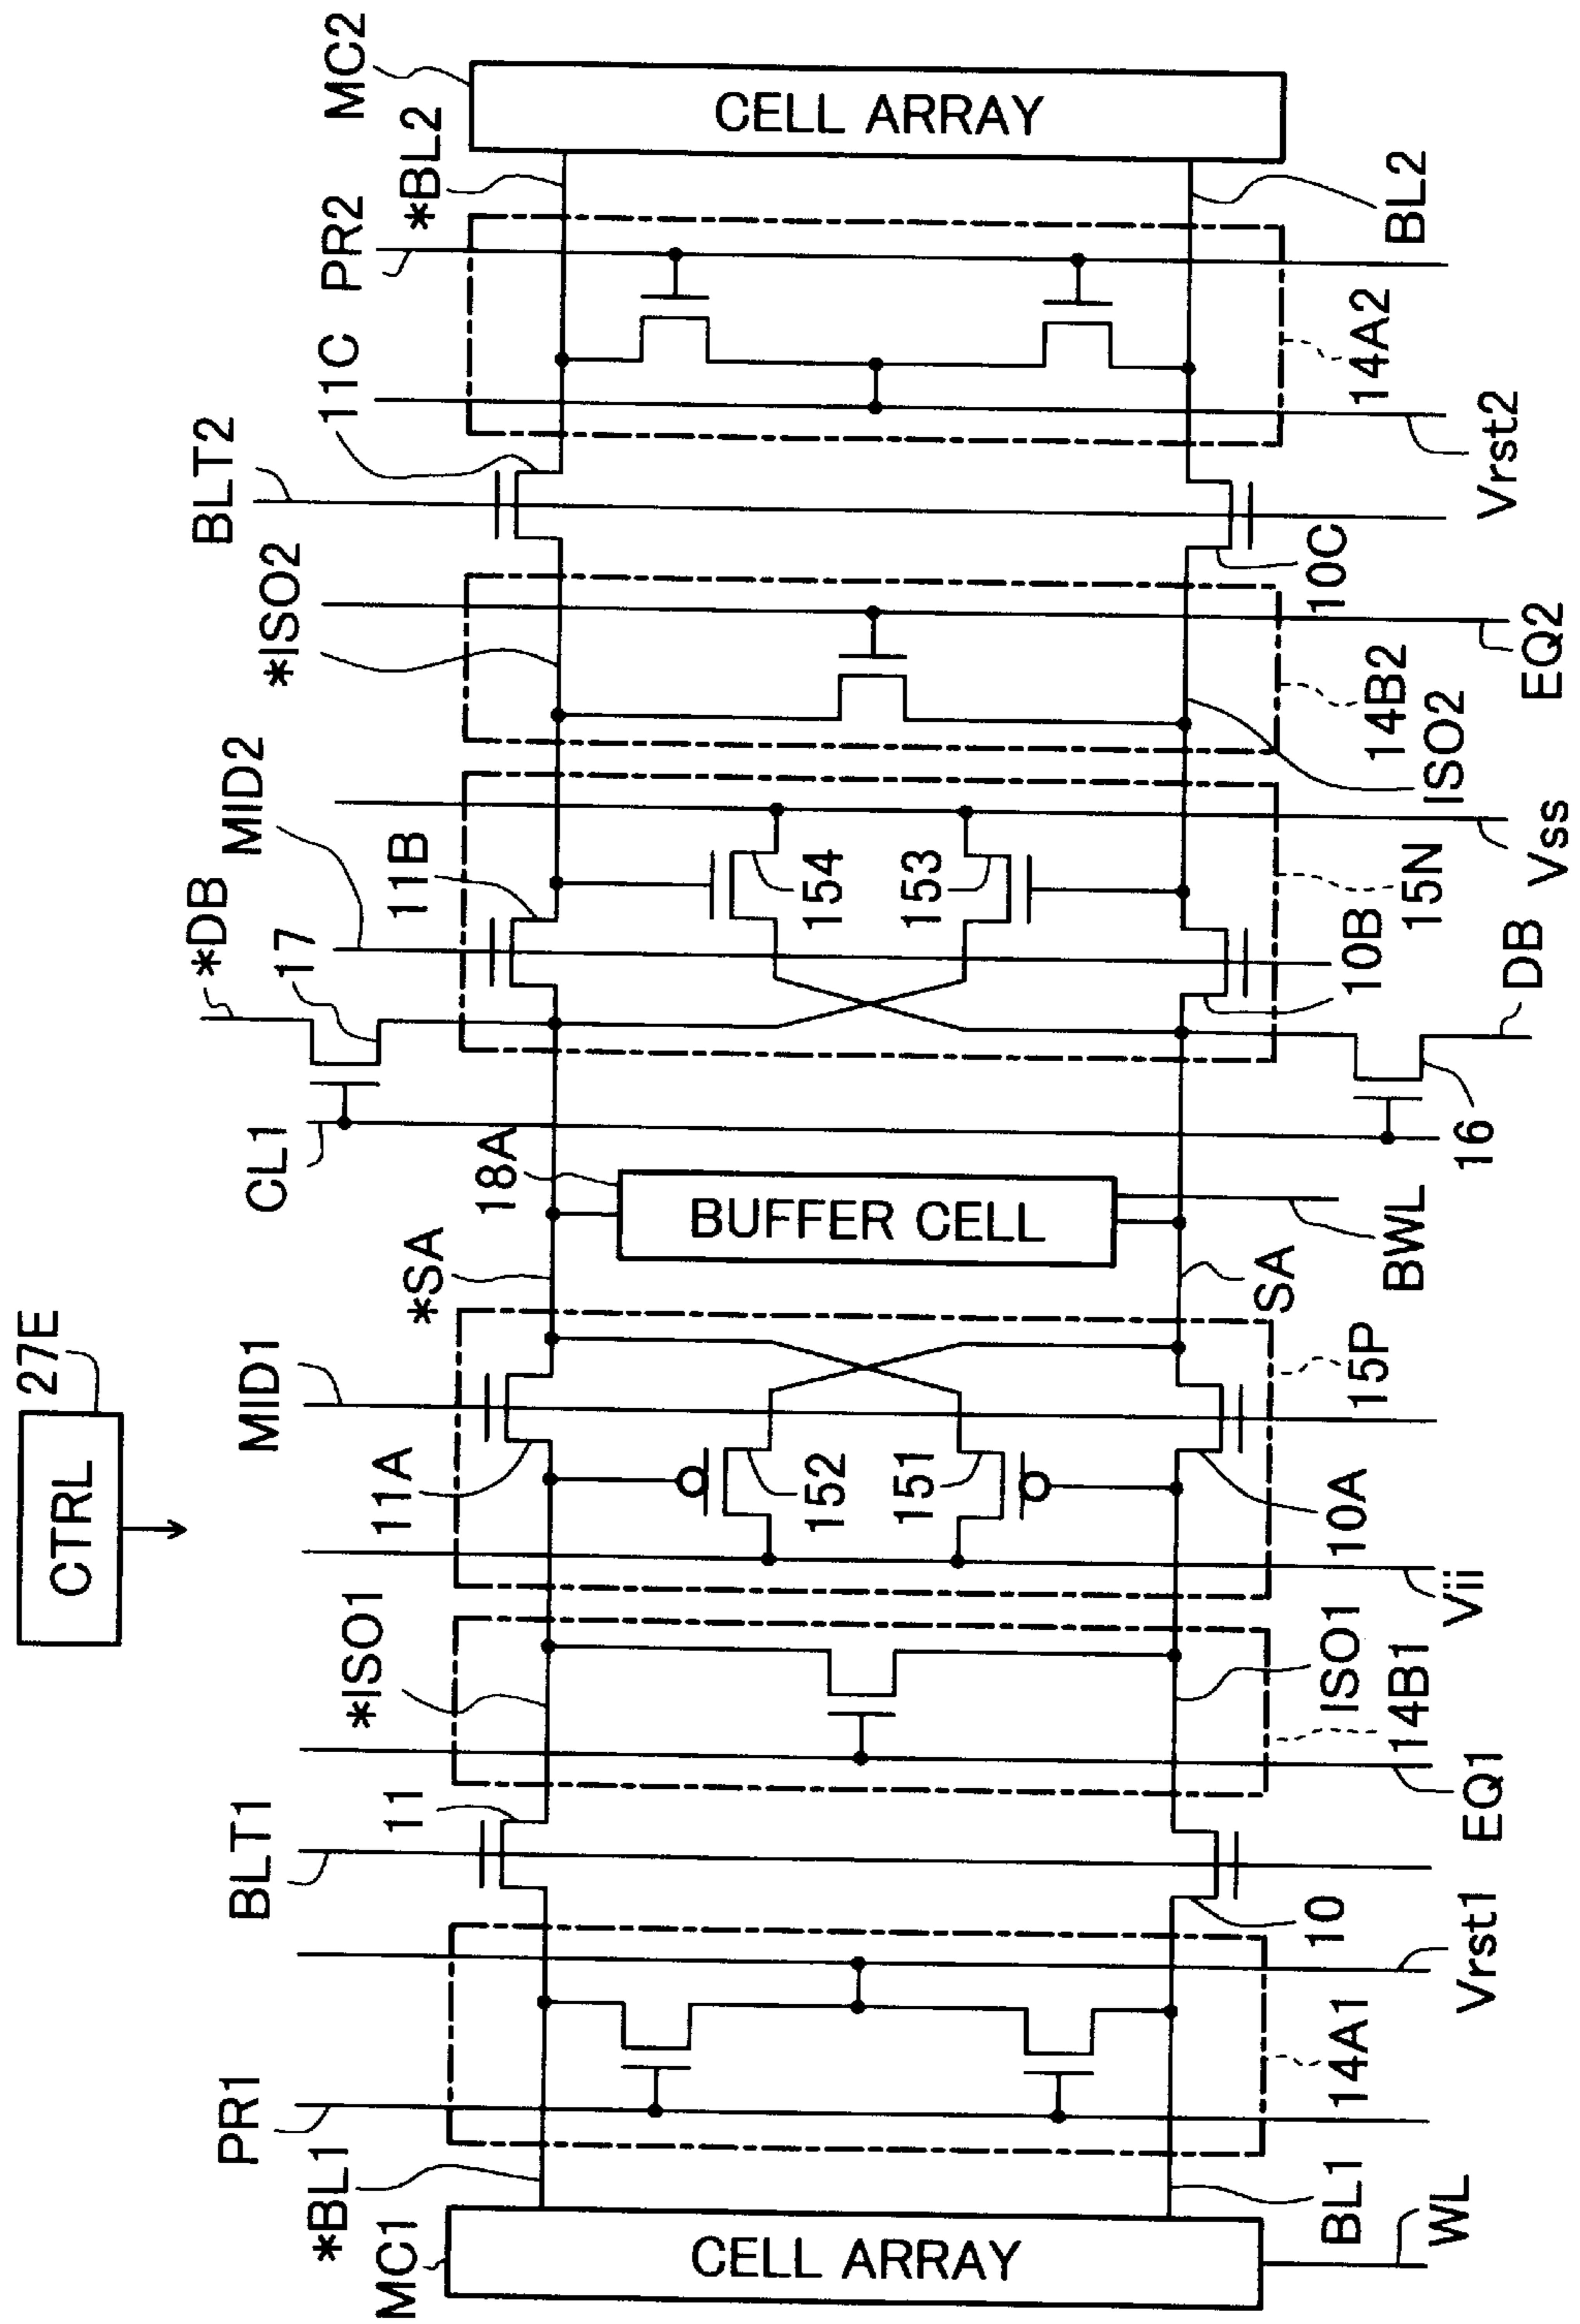 CTRL
27E
MC1
*BL1
PR1
BLT1
11
*ISO1
11A
MID1
*SA
18A
CL1
17
*DB
MID2
11B
*ISO2
BLT2
11C
PR2
*BL2
MC2
CELL ARRAY
152
151
BUFFER CELL
154
153
CELL ARRAY
WL
BL1
14A1
Vrst1
10
EQ1
14B1
ISO1
Vii
10A
15P
SA
BWL
16
DB
10B
15N
Vss
ISO2
14B2
EQ2
10C
Vrst2
14A2
BL2